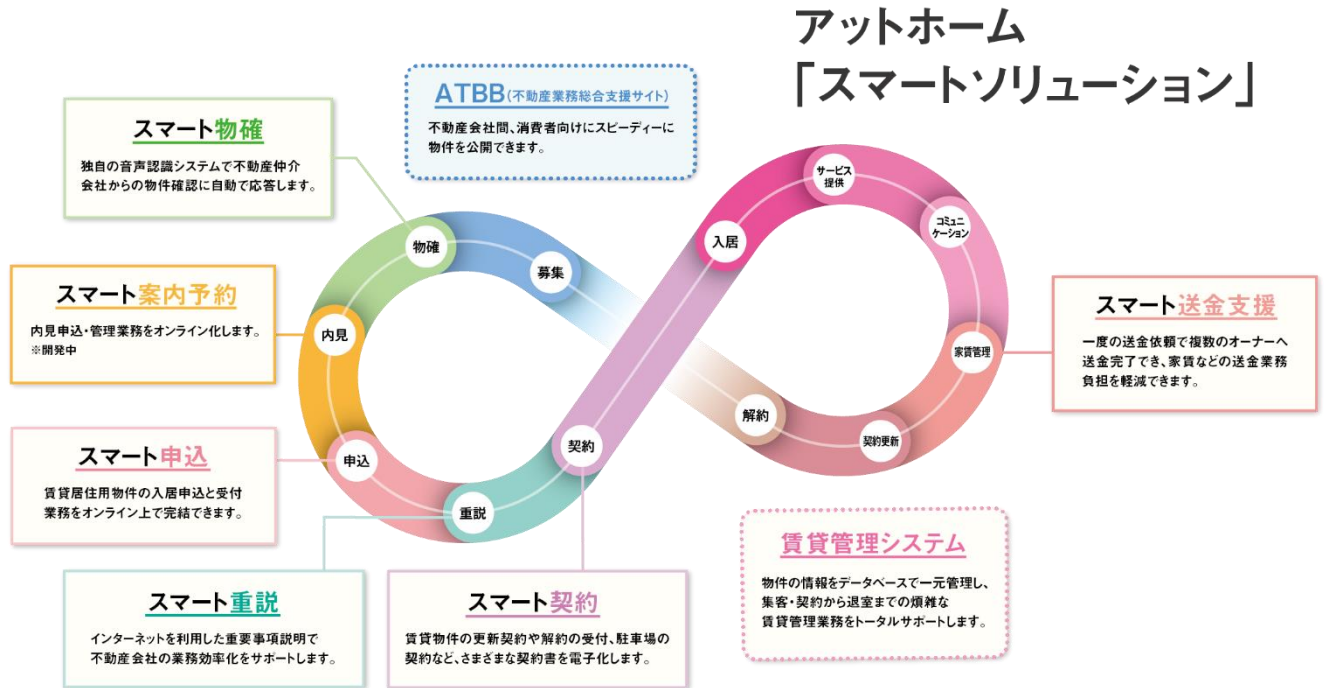 アットホーム
「スマートソリューション」
ATBB(不動産業務総合支援サイト)
不動産会社間、消費者向けにスピーディーに
物件を公開できます。
スマート物確
独自の音声認識システムで不動産仲介
会社からの物件確認に自動で応答します。
スマート案内予約
内見申込・管理業務をオンライン化します。
※開発中
スマート申込
賃貸居住用物件の入居申込と受付
業務をオンライン上で完結できます。
スマート重説
インターネットを利用した重要事項説明で
不動産会社の業務効率化をサポートします。
スマート契約
賃貸物件の更新契約や解約の受付、駐車場の
契約など、さまざまな契約書を電子化します。
募集
物確
内見
申込
重説
契約
入居
サービス
提供
コミュニ
ケーション
家賃管理
契約更新
解約
スマート送金支援
一度の送金依頼で複数のオーナーへ
送金完了でき、家賃などの送金業務
負担を軽減できます。
賃貸管理システム
物件の情報をデータベースで一元管理し、
集客・契約から退室までの煩雑な
賃貸管理業務をトータルサポートします。